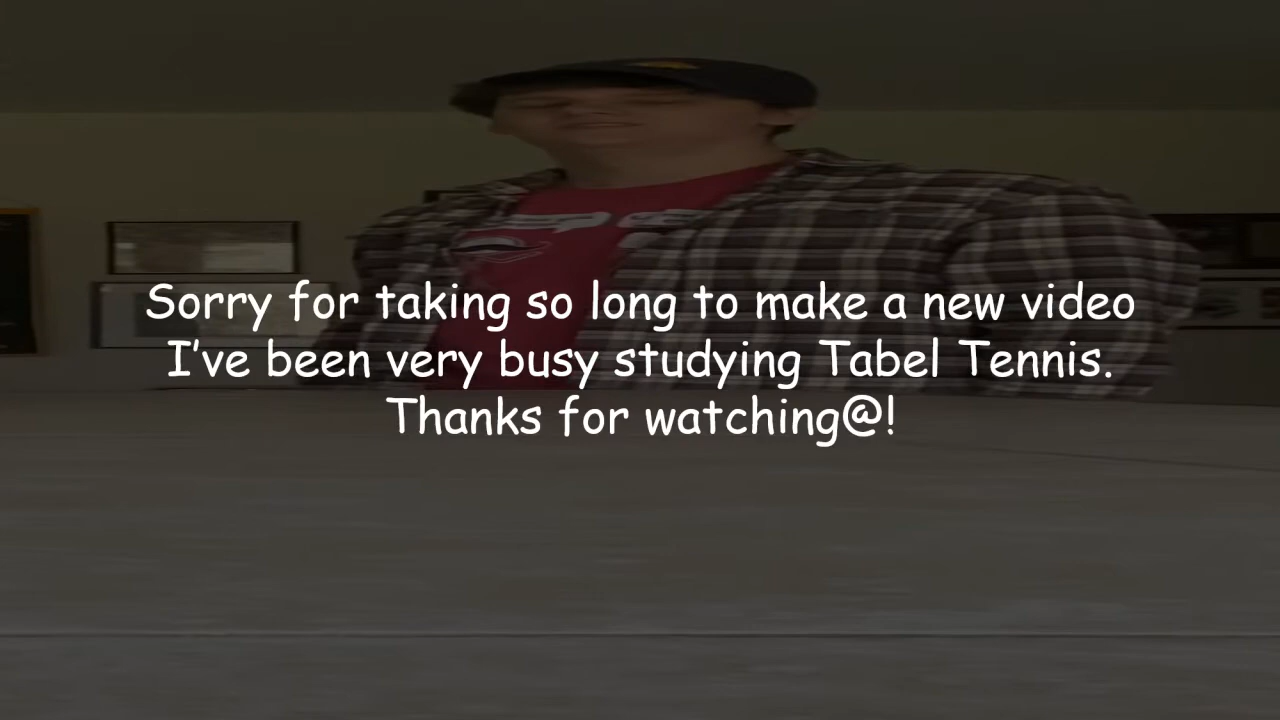 Sorry for taking so long to make a new video
I've been very busy studying Tabel Tennis.
Thanks for watching@!